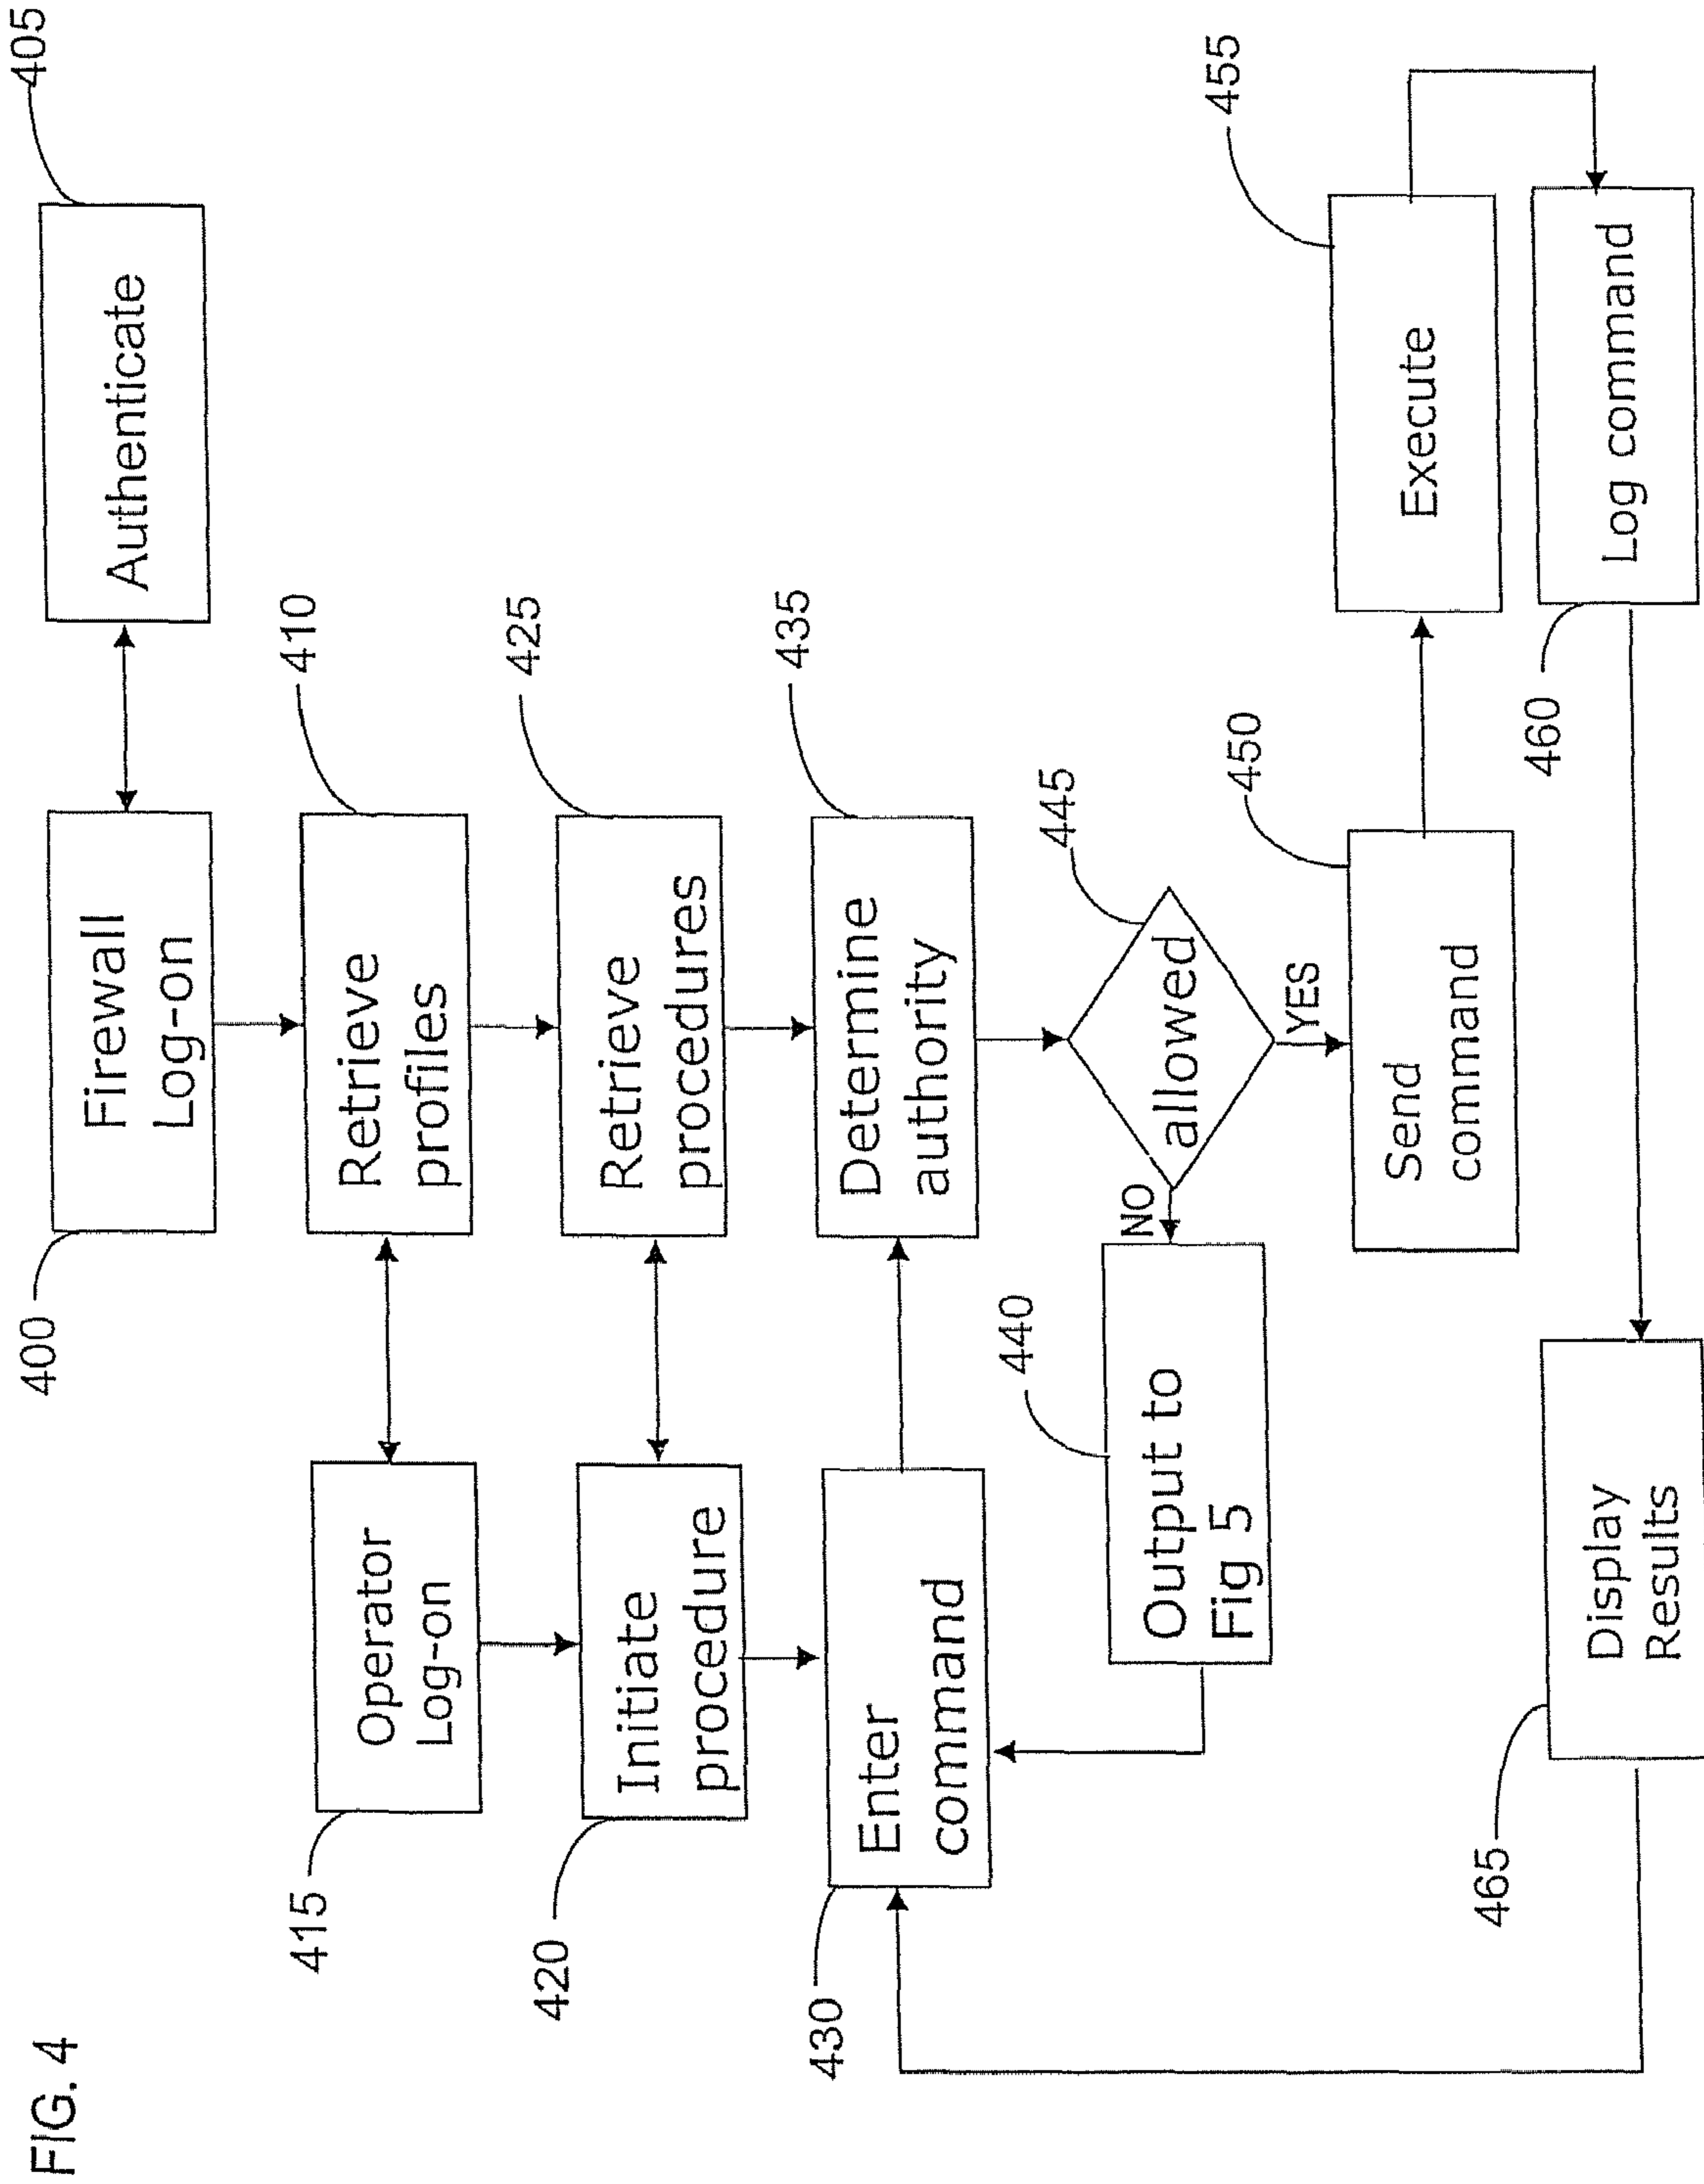 FIG. 4
400
Firewall
Log-on
405
Authenticate
415
Operator
Log-on
410
Retrieve
profiles
420
Initiate
procedure
425
Retrieve
procedures
430
Enter
command
435
Determine
authority
440
Output to
Fig 5
NO
445
allowed
YES
450
Send
command
455
Execute
460
Log command
465
Display
Results